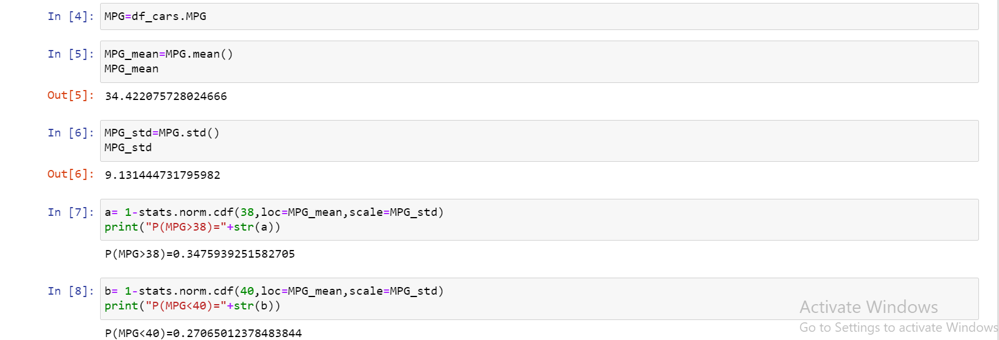 In [4]: MPG=df_cars.MPG
In [5]: MPG_mean=MPG.mean()
MPG_mean
Out[5]: 34.422075728024666
In [6]: MPG_std=MPG.std()
MPG_std
Out[6]: 9.131444731795982
In [7]: a= 1-stats.norm.cdf(38,loc=MPG_mean,scale=MPG_std)
print("P(MPG>38)="+str(a))
P(MPG>38)=0.3475939251582705
In [8]: b= 1-stats.norm.cdf(40,loc=MPG_mean,scale=MPG_std)
print("P(MPG<40)="+str(b))
P(MPG<40)=0.27065012378483844
Activate Windows
Go to Settings to activate Windows